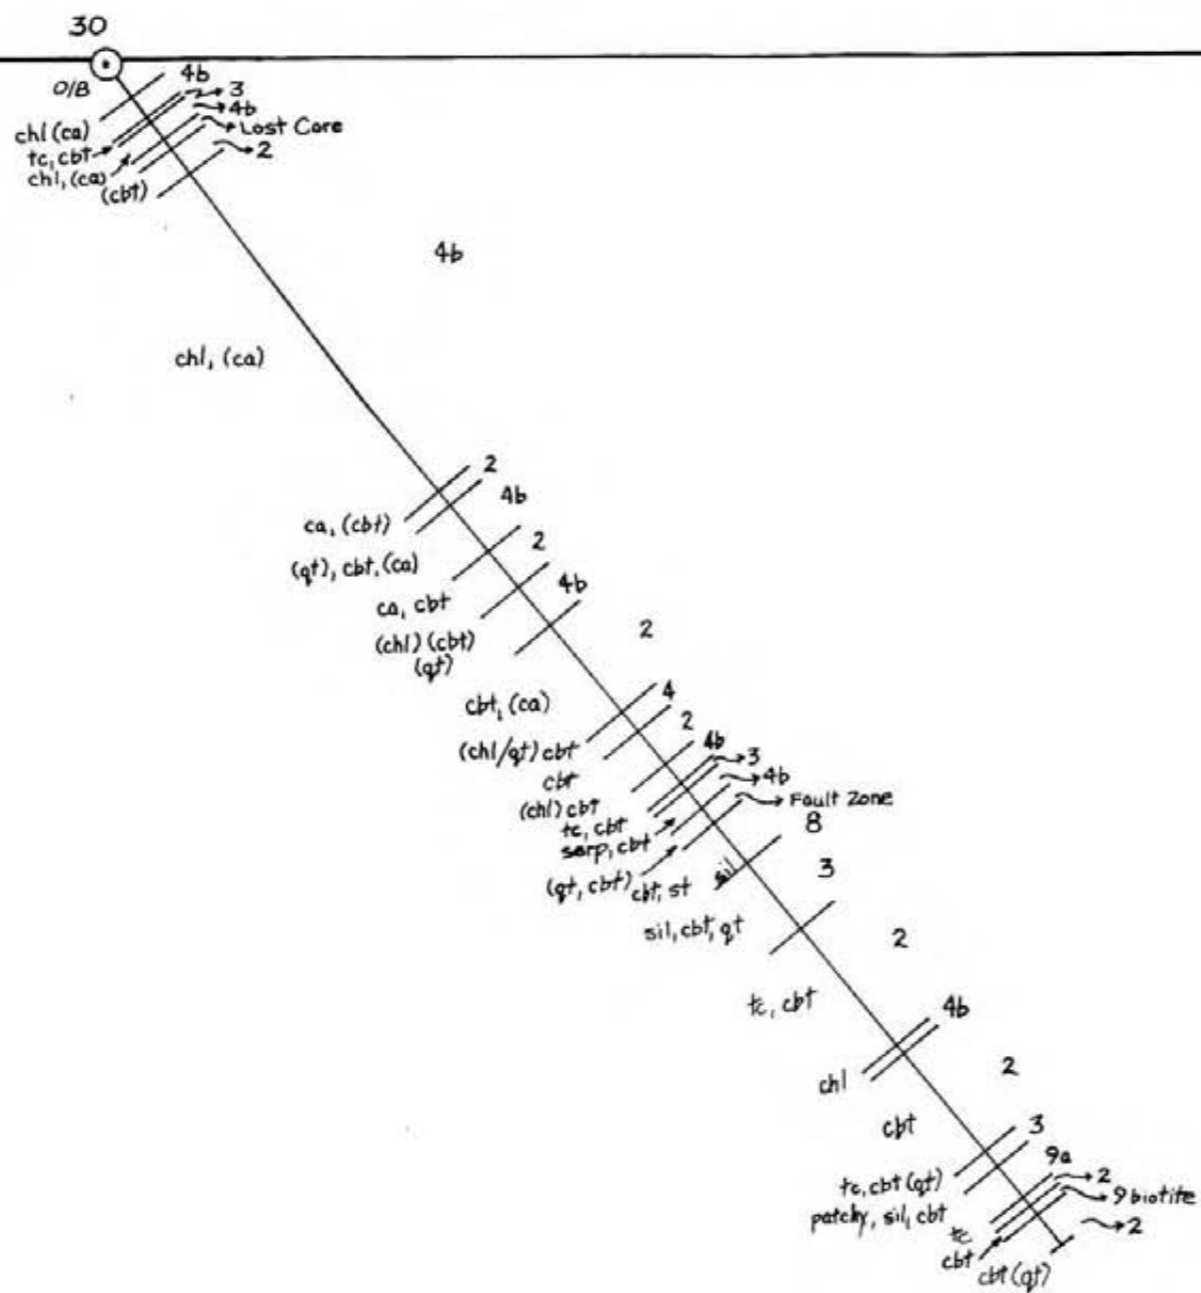 30
O/B
4b
3
4b
Lost Core
2
chl (ca)
tc, cbt
chl, (ca)
(cbt)
4b
chl, (ca)
2
4b
ca, (cbt)
(qt), cbt, (ca)
2
ca, cbt
4b
(chl) (cbt)
(qt)
2
cbt, (ca)
4
(chl/qt) cbt
2
cbt
4b
3
4b
Fault Zone
(chl) cbt
tc, cbt
serp, cbt
(qt, cbt)
cbt, st
8
sil
3
sil, cbt, qt
2
tc, cbt
4b
chl
2
cbt
3
tc, cbt (qt)
9a
patchy, sil, cbt
2
9 biotite
2
tc
cbt
cbt (qt)